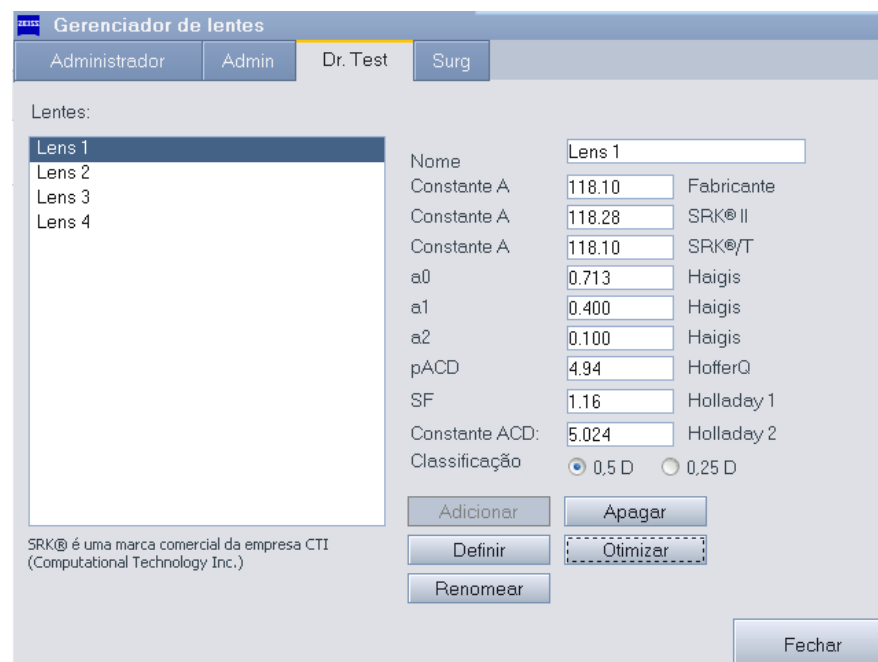 ZEISS Gerenciador de lentes
Administrador Admin Dr. Test Surg
Lentes:
Lens 1
Lens 2
Lens 3
Lens 4
SRK® é uma marca comercial da empresa CTI
(Computational Technology Inc.)
Nome Lens 1
Constante A 118.10 Fabricante
Constante A 118.28 SRK® II
Constante A 118.10 SRK®/T
a0 0.713 Haigis
a1 0.400 Haigis
a2 0.100 Haigis
pACD 4.94 HofferQ
SF 1.16 Holladay 1
Constante ACD: 5.024 Holladay 2
Classificação 0,5 D 0,25 D
Adicionar Apagar
Definir Otimizar
Renomear
Fechar